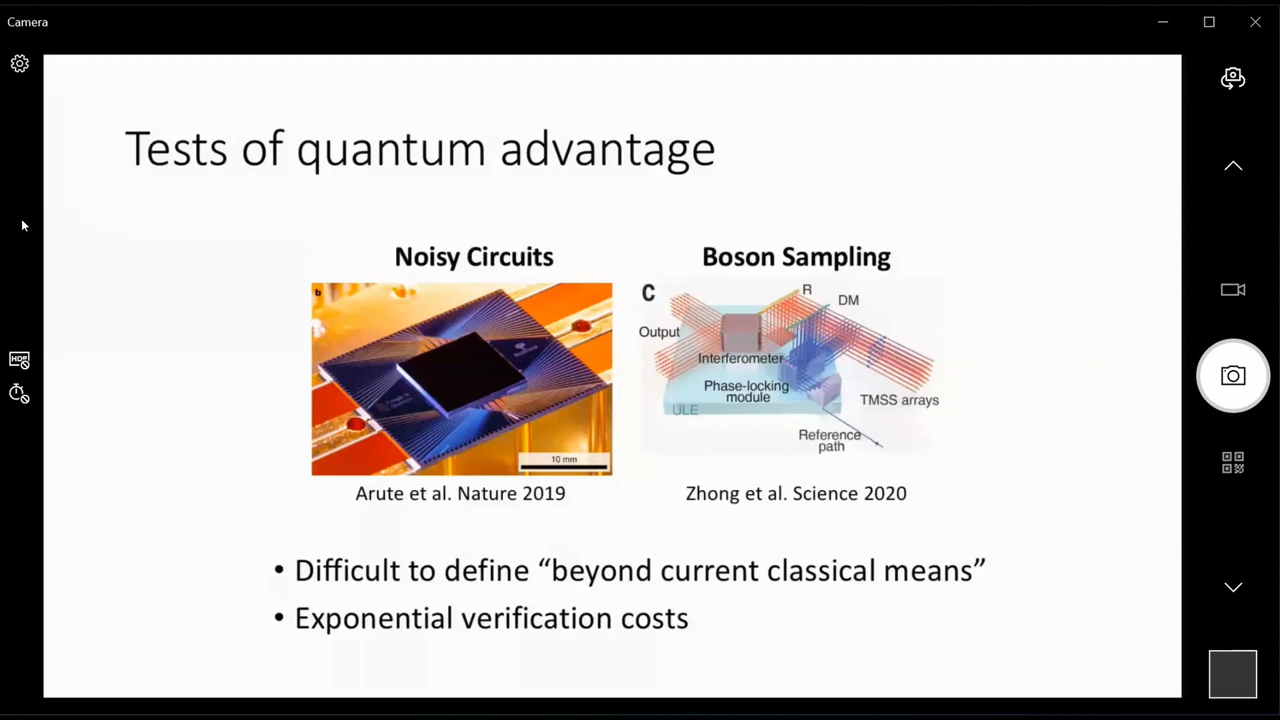 Camera
Tests of quantum advantage
Noisy Circuits
Boson Sampling
b
10 mm
C
R
DM
Output
Interferometer
Phase-locking
module
TMSS arrays
ULE
Reference
path
Arute et al. Nature 2019
Zhong et al. Science 2020
• Difficult to define “beyond current classical means”
• Exponential verification costs
HDR